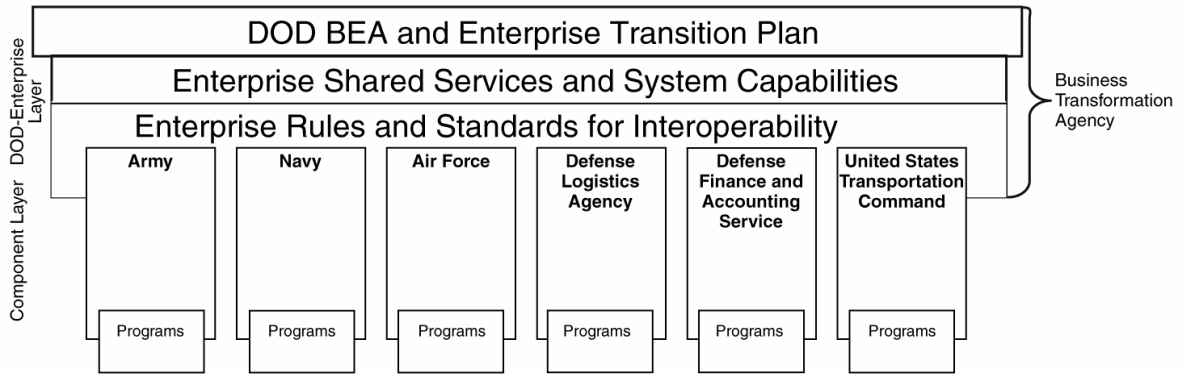 DOD BEA and Enterprise Transition Plan
Enterprise Shared Services and System Capabilities
Enterprise Rules and Standards for Interoperability
DOD-Enterprise
Layer
Component Layer
Business
Transformation
Agency
Army
Navy
Air Force
Defense
Logistics
Agency
Defense
Finance and
Accounting
Service
United States
Transportation
Command
Programs
Programs
Programs
Programs
Programs
Programs